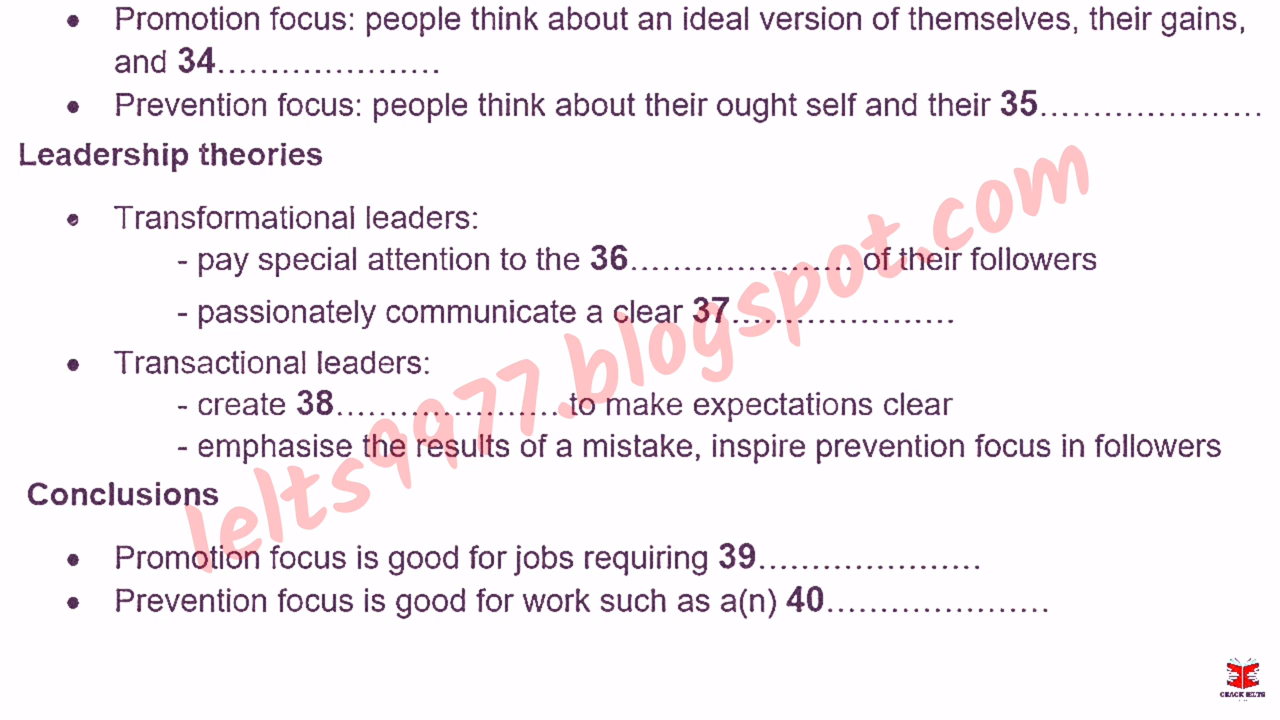 • Promotion focus: people think about an ideal version of themselves, their gains,
and 34.....................
• Prevention focus: people think about their ought self and their 35.....................
Leadership theories
• Transformational leaders:
- pay special attention to the 36..................... of their followers
- passionately communicate a clear 37.....................
• Transactional leaders:
- create 38..................... to make expectations clear
- emphasise the results of a mistake, inspire prevention focus in followers
Conclusions
• Promotion focus is good for jobs requiring 39.....................
• Prevention focus is good for work such as a(n) 40.....................
Ielts9977.blogspot.com
CRACK IELTS